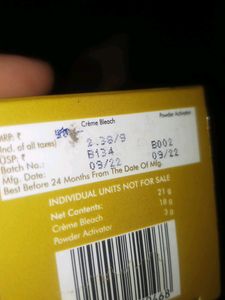 Crème Bleach Powder Activator
MRP: ₹
(Incl. of all taxes)
USP: ₹ 2.38/g
Batch No.: B134 B002
Mfg. Date: 09/22 09/22
Best Before 24 Months From The Date Of Mfg.
INDIVIDUAL UNITS NOT FOR SALE
Net Contents: 21 g
Crème Bleach 18 g
Powder Activator 3 g